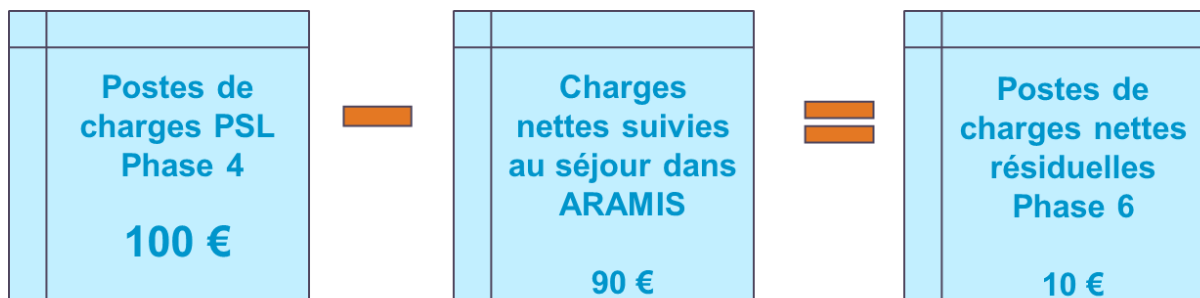 Postes de
charges PSL
Phase 4
100 €
Charges
nettes suivies
au séjour dans
ARAMIS
90 €
Postes de
charges nettes
résiduelles
Phase 6
10 €